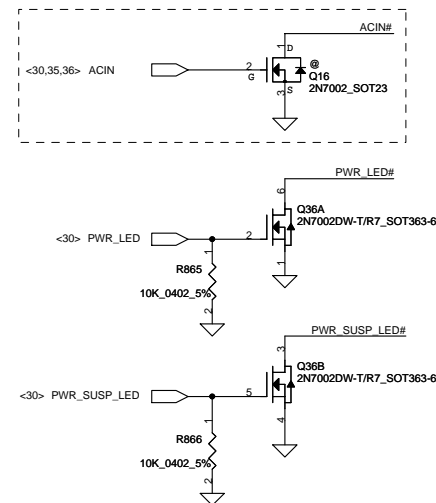 ACIN#
1
D
@
<30,35,36> ACIN
2
G
Q16
2N7002_SOT23
3
S
PWR_LED#
6
Q36A
2N7002DW-T/R7_SOT363-6
<30> PWR_LED
2
1
1
R865
10K_0402_5%
2
PWR_SUSP_LED#
3
Q36B
2N7002DW-T/R7_SOT363-6
<30> PWR_SUSP_LED
5
4
1
R866
10K_0402_5%
2